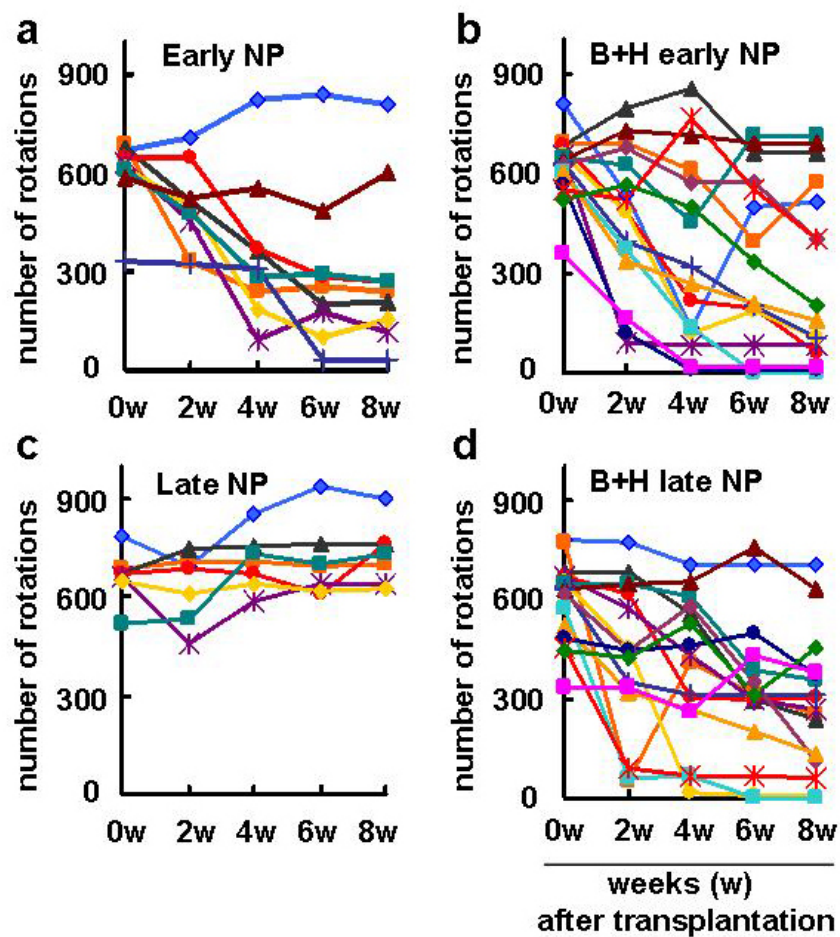 a
Early NP
number of rotations
900
600
300
0
0w 2w 4w 6w 8w
b
B+H early NP
number of rotations
900
600
300
0
0w 2w 4w 6w 8w
c
Late NP
number of rotations
900
600
300
0
0w 2w 4w 6w 8w
d
B+H late NP
number of rotations
900
600
300
0
0w 2w 4w 6w 8w
weeks (w)
after transplantation